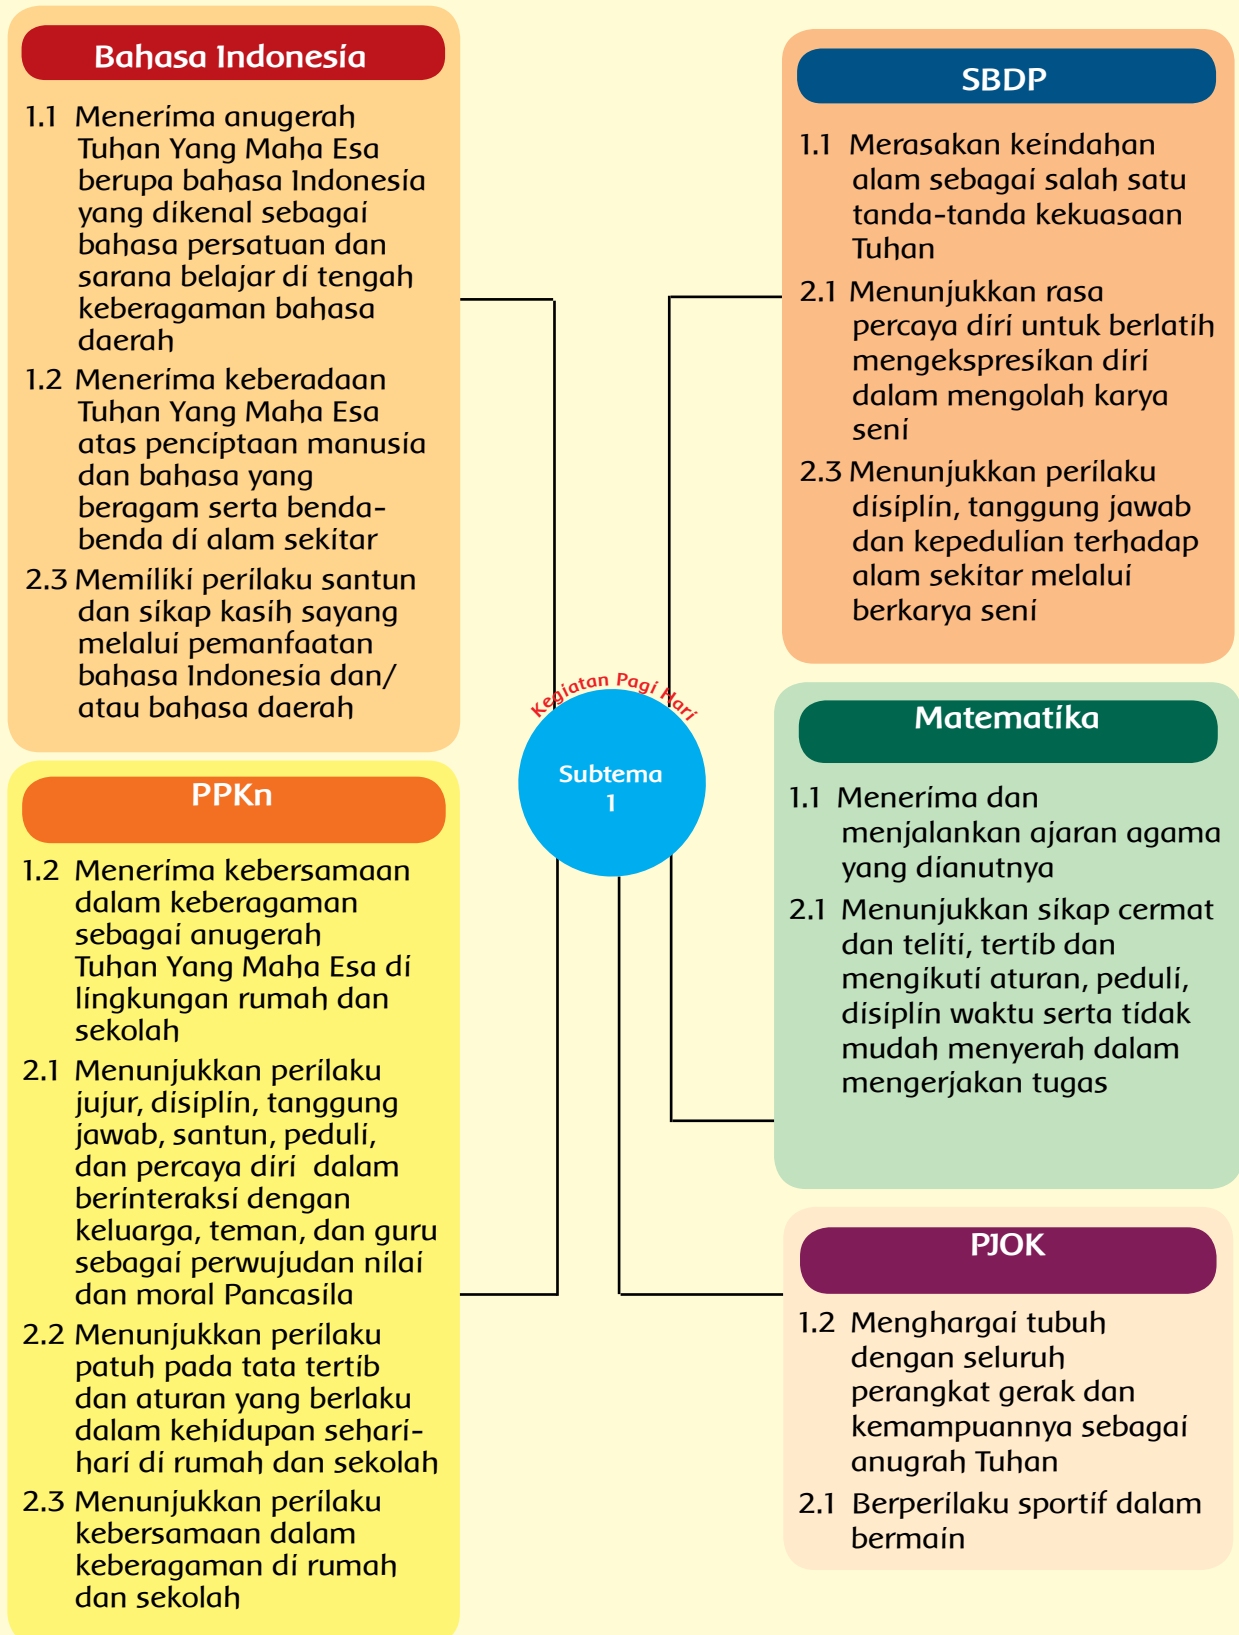 Bahasa Indonesia
1.1 Menerima anugerah
Tuhan Yang Maha Esa
berupa bahasa Indonesia
yang dikenal sebagai
bahasa persatuan dan
sarana belajar di tengah
keberagaman bahasa
daerah
1.2 Menerima keberadaan
Tuhan Yang Maha Esa
atas penciptaan manusia
dan bahasa yang
beragam serta benda-
benda di alam sekitar
2.3 Memiliki perilaku santun
dan sikap kasih sayang
melalui pemanfaatan
bahasa Indonesia dan/
atau bahasa daerah
PPKn
1.2 Menerima kebersamaan
dalam keberagaman
sebagai anugerah
Tuhan Yang Maha Esa di
lingkungan rumah dan
sekolah
2.1 Menunjukkan perilaku
jujur, disiplin, tanggung
jawab, santun, peduli,
dan percaya diri dalam
berinteraksi dengan
keluarga, teman, dan guru
sebagai perwujudan nilai
dan moral Pancasila
2.2 Menunjukkan perilaku
patuh pada tata tertib
dan aturan yang berlaku
dalam kehidupan sehari-
hari di rumah dan sekolah
2.3 Menunjukkan perilaku
kebersamaan dalam
keberagaman di rumah
dan sekolah
Kegiatan Pagi Hari
Subtema
1
SBDP
1.1 Merasakan keindahan
alam sebagai salah satu
tanda-tanda kekuasaan
Tuhan
2.1 Menunjukkan rasa
percaya diri untuk berlatih
mengekspresikan diri
dalam mengolah karya
seni
2.3 Menunjukkan perilaku
disiplin, tanggung jawab
dan kepedulian terhadap
alam sekitar melalui
berkarya seni
Matematika
1.1 Menerima dan
menjalankan ajaran agama
yang dianutnya
2.1 Menunjukkan sikap cermat
dan teliti, tertib dan
mengikuti aturan, peduli,
disiplin waktu serta tidak
mudah menyerah dalam
mengerjakan tugas
PJOK
1.2 Menghargai tubuh
dengan seluruh
perangkat gerak dan
kemampuannya sebagai
anugrah Tuhan
2.1 Berperilaku sportif dalam
bermain